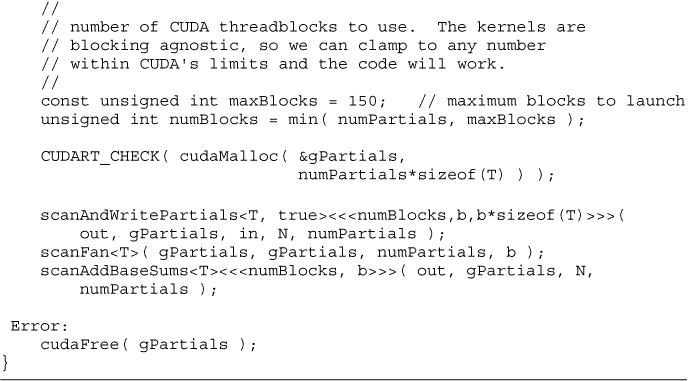 //
// number of CUDA threadblocks to use.  The kernels are
// blocking agnostic, so we can clamp to any number
// within CUDA's limits and the code will work.
//
const unsigned int maxBlocks = 150;   // maximum blocks to launch
unsigned int numBlocks = min( numPartials, maxBlocks );
CUDART_CHECK( cudaMalloc( &gPartials,
numPartials*sizeof(T) ) );
scanAndWritePartials<T, true><<<numBlocks,b,b*sizeof(T)>>>(
out, gPartials, in, N, numPartials );
scanFan<T>( gPartials, gPartials, numPartials, b );
scanAddBaseSums<T><<<numBlocks, b>>>( out, gPartials, N,
numPartials );
Error:
cudaFree( gPartials );
}